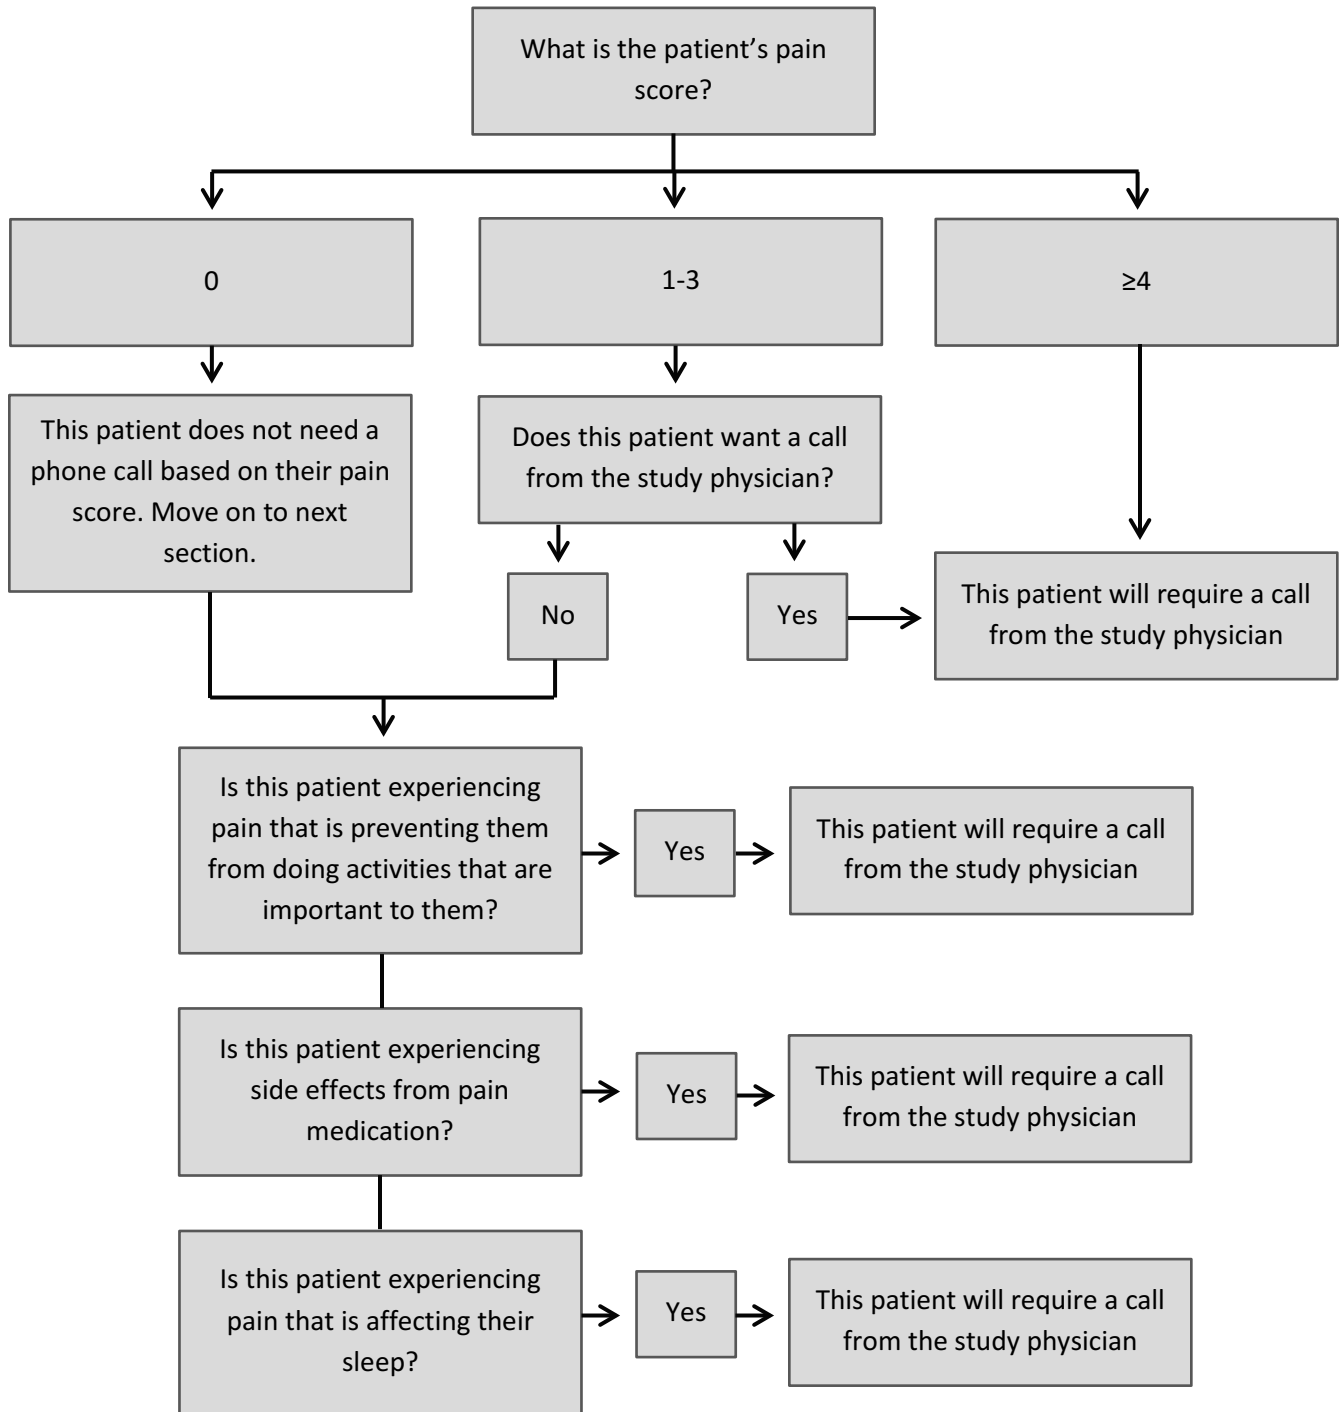 What is the patient’s pain
score?
0
1-3
≥4
This patient does not need a
phone call based on their pain
score. Move on to next
section.
Does this patient want a call
from the study physician?
No
Yes
This patient will require a call
from the study physician
Is this patient experiencing
pain that is preventing them
from doing activities that are
important to them?
Yes
This patient will require a call
from the study physician
Is this patient experiencing
side effects from pain
medication?
Yes
This patient will require a call
from the study physician
Is this patient experiencing
pain that is affecting their
sleep?
Yes
This patient will require a call
from the study physician